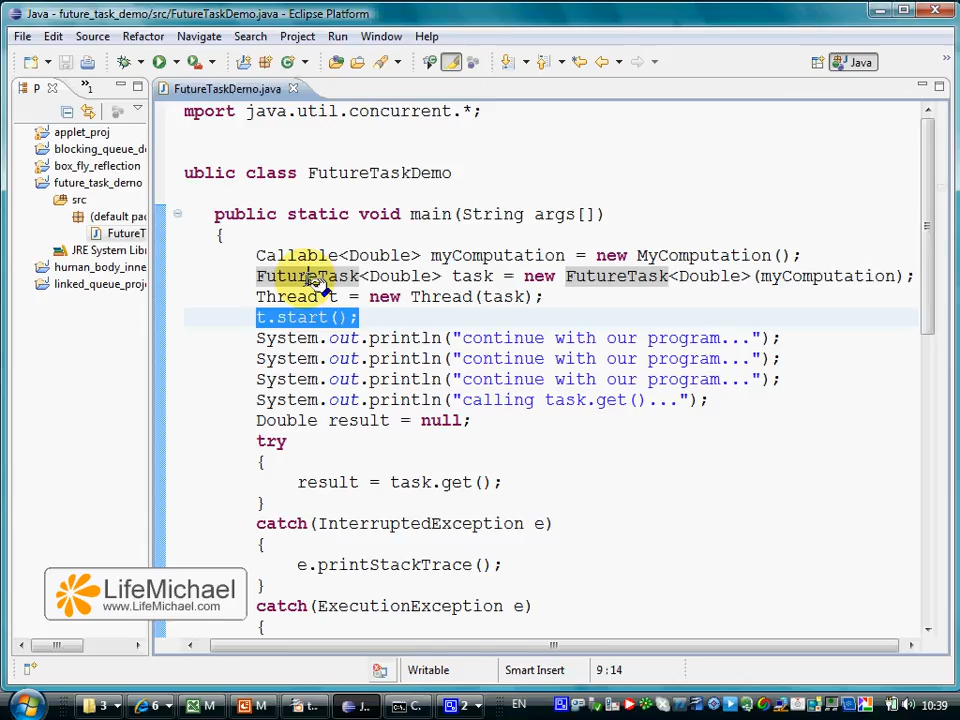 Java - future_task_demo/src/FutureTaskDemo.java - Eclipse Platform
File Edit Source Refactor Navigate Search Project Run Window Help
Java
P
FutureTaskDemo.java
applet_proj
blocking_queue_de
box_fly_reflection
future_task_demo
src
(default pac
FutureT
JRE System Libr
human_body_inne
linked_queue_proj
mport java.util.concurrent.*;
ublic class FutureTaskDemo
public static void main(String args[])
{
Callable<Double> myComputation = new MyComputation();
FutureTask<Double> task = new FutureTask<Double>(myComputation);
Thread t = new Thread(task);
t.start();
System.out.println("continue with our program...");
System.out.println("continue with our program...");
System.out.println("continue with our program...");
System.out.println("calling task.get()...");
Double result = null;
try
{
result = task.get();
}
catch(InterruptedException e)
{
e.printStackTrace();
}
catch(ExecutionException e)
{
LifeMichael
www.LifeMichael.com
Writable Smart Insert 9 : 14
3 6 M M t.. J.. C. 2 EN 10:39